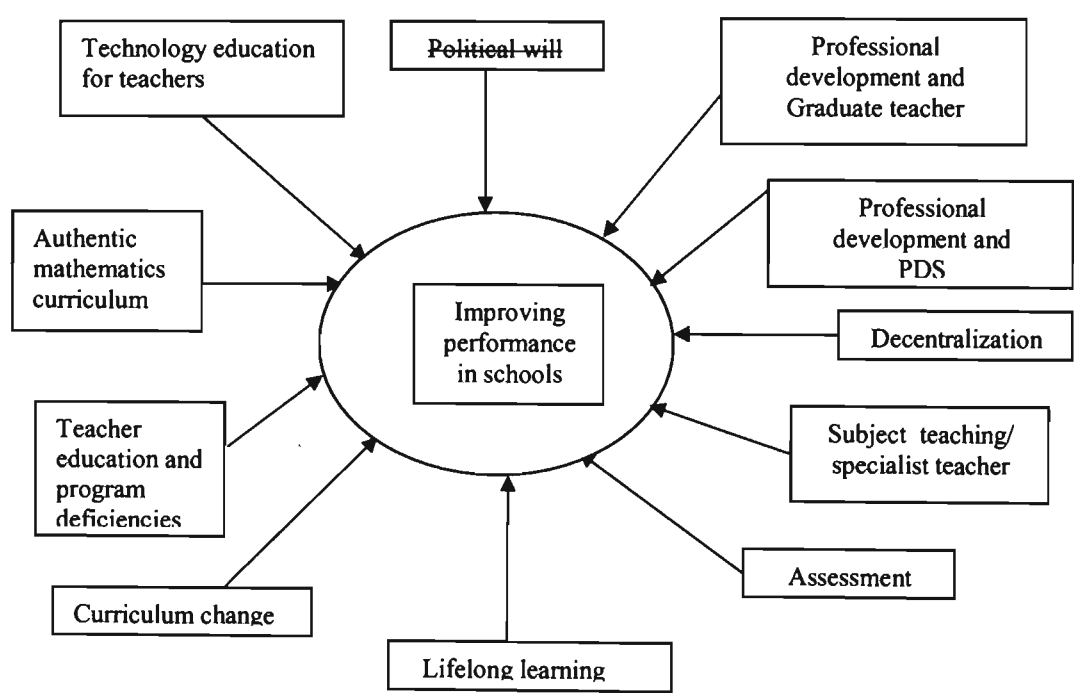 Technology education
for teachers
Political will
Professional
development and
Graduate teacher
Authentic
mathematics
curriculum
Professional
development and
PDS
Improving
performance
in schools
Decentralization
Teacher
education and
program
deficiencies
Subject teaching/
specialist teacher
Assessment
Curriculum change
Lifelong learning